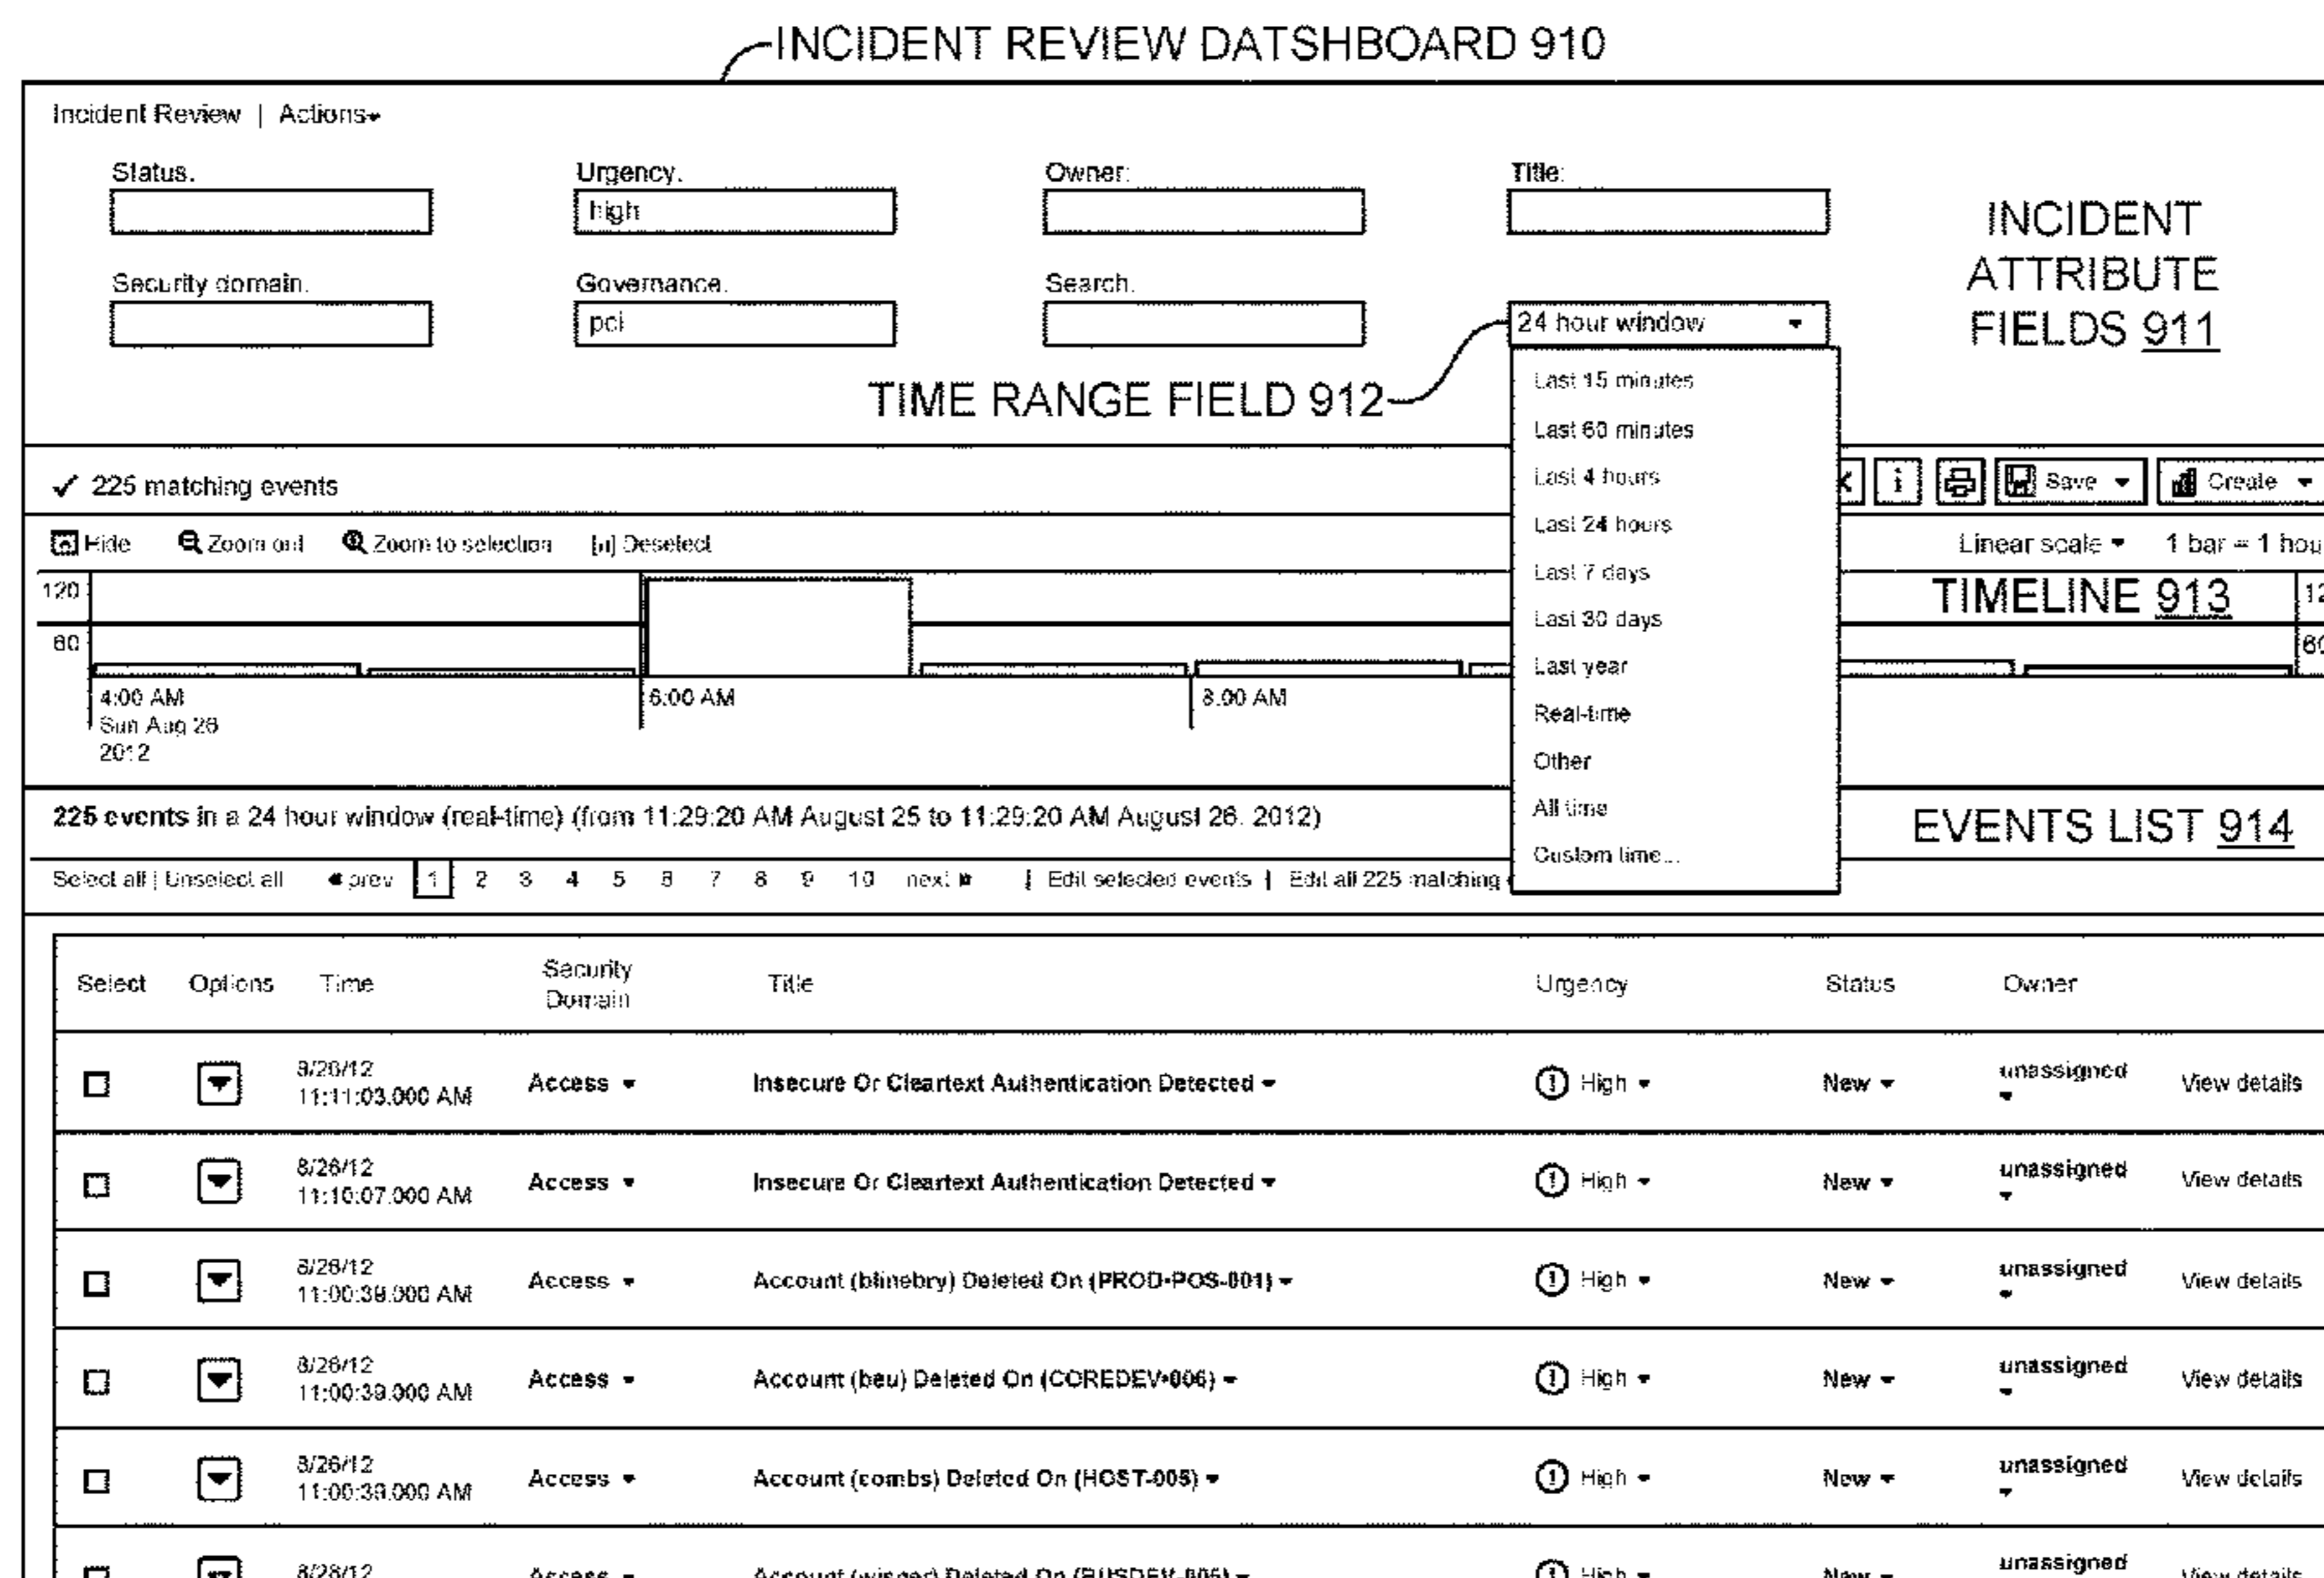 INCIDENT REVIEW DATSHBOARD 910
Incident Review | Actions
Status. Urgency. Owner: Title:
high
INCIDENT
ATTRIBUTE
FIELDS 911
Security domain. Governance. Search.
pci 24 hour window
TIME RANGE FIELD 912
Last 15 minutes
Last 60 minutes
Last 4 hours
Last 24 hours
Last 7 days
Last 30 days
Last year
Real-time
Other
All time
Custom time...
225 matching events
i Save Create
Hide Zoom out Zoom to selection Deselect
Linear scale 1 bar = 1 hou
120
60
TIMELINE 913
12
60
4:00 AM 6:00 AM 8:00 AM
Sun Aug 26
2012
225 events in a 24 hour window (real-time) (from 11:29:20 AM August 25 to 11:29:20 AM August 26, 2012)
EVENTS LIST 914
Select all | Unselect all « prev 1 2 3 4 5 6 7 8 9 10 next » | Edit selected events | Edit all 225 matching
Select Options Time Security Domain Title Urgency Status Owner
8/26/12
11:11:03.000 AM Access Insecure Or Cleartext Authentication Detected High New unassigned View details
8/26/12
11:10:07.000 AM Access Insecure Or Cleartext Authentication Detected High New unassigned View details
8/26/12
11:00:39.000 AM Access Account (blinebry) Deleted On (PROD-POS-001) High New unassigned View details
8/26/12
11:00:39.000 AM Access Account (beu) Deleted On (COREDEV-006) High New unassigned View details
8/26/12
11:00:39.000 AM Access Account (combs) Deleted On (HOST-005) High New unassigned View details
8/26/12 Access Account Deleted On High New unassigned View details